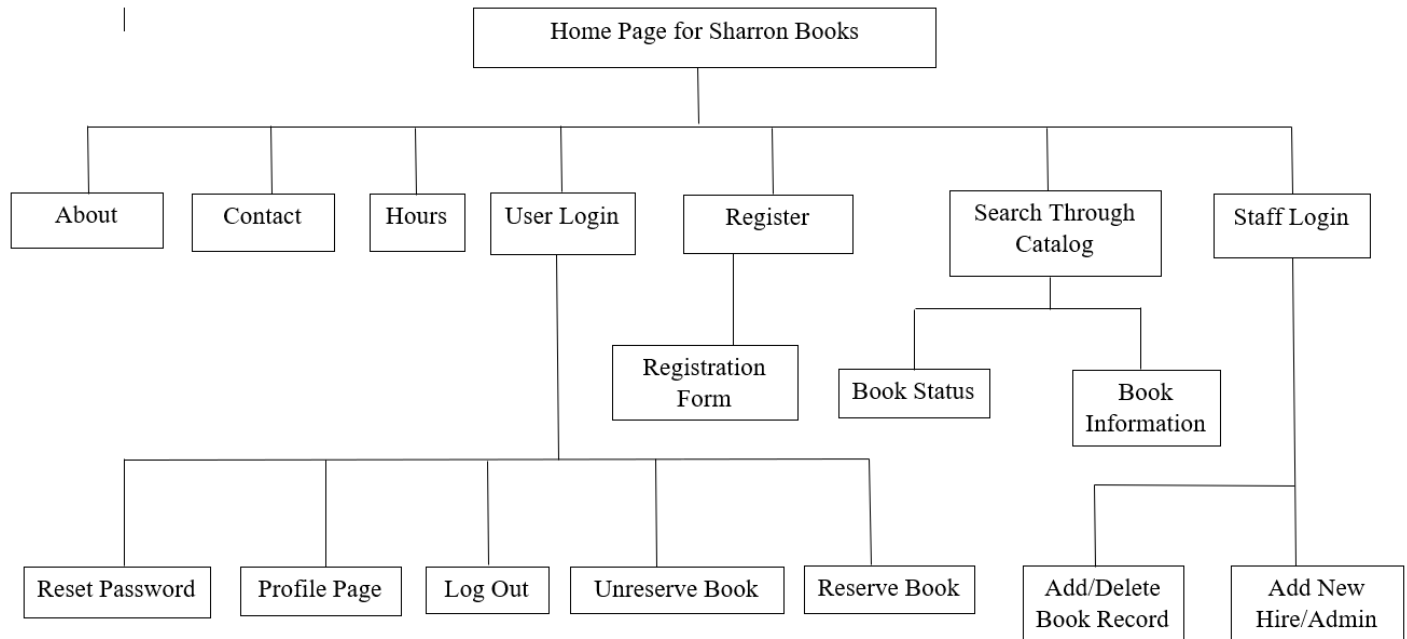 Home Page for Sharron Books
About
Contact
Hours
User Login
Register
Search Through
Catalog
Staff Login
Registration
Form
Book Status
Book
Information
Reset Password
Profile Page
Log Out
Unreserve Book
Reserve Book
Add/Delete
Book Record
Add New
Hire/Admin